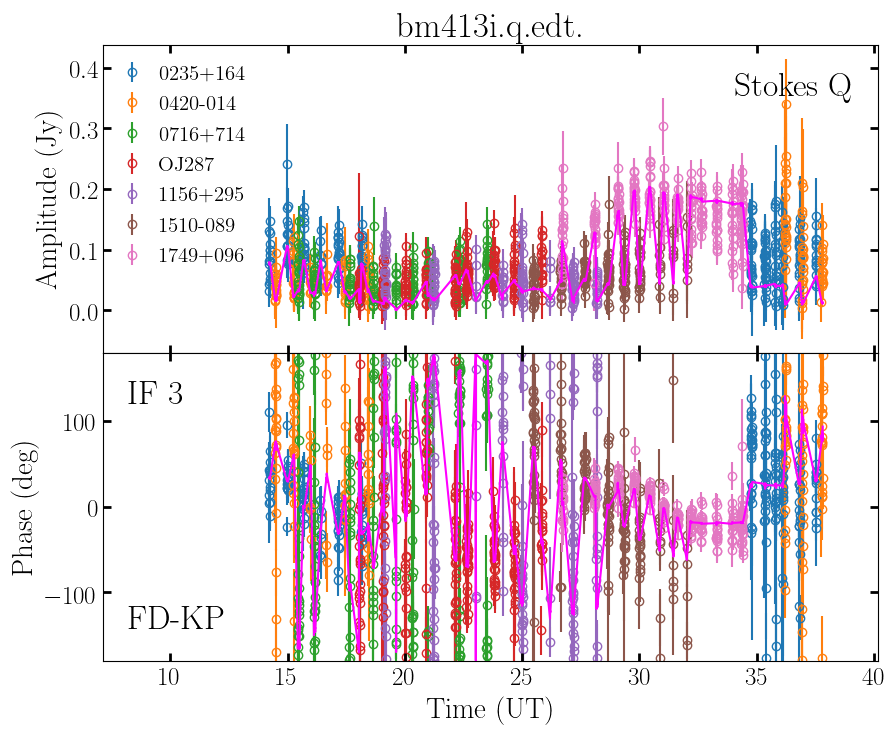 bm413i.q.edt.
Stokes Q
0235+164
0420-014
0716+714
OJ287
1156+295
1510-089
1749+096
Amplitude (Jy)
0.4
0.3
0.2
0.1
0.0
IF 3
FD-KP
Phase (deg)
100
0
−100
10 15 20 25 30 35 40
Time (UT)